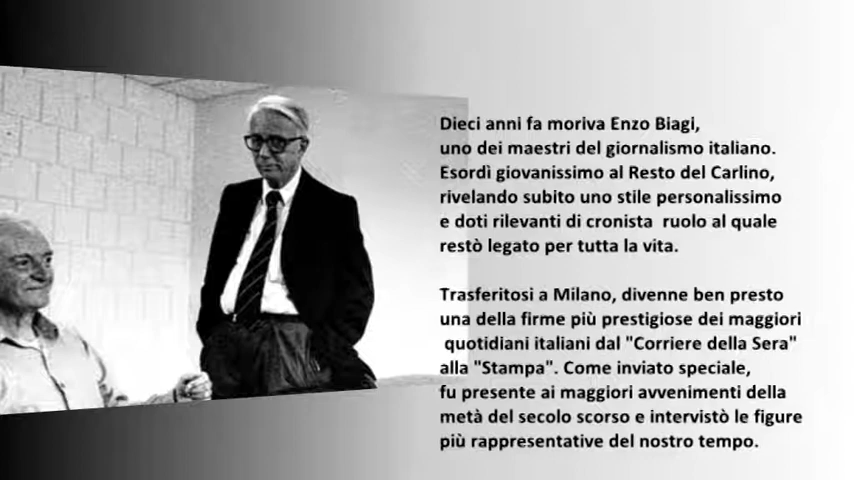 Dieci anni fa moriva Enzo Biagi,
uno dei maestri del giornalismo italiano.
Esordì giovanissimo al Resto del Carlino,
rivelando subito uno stile personalissimo
e doti rilevanti di cronista ruolo al quale
restò legato per tutta la vita.
Trasferitosi a Milano, divenne ben presto
una della firme più prestigiose dei maggiori
quotidiani italiani dal "Corriere della Sera"
alla "Stampa". Come inviato speciale,
fu presente ai maggiori avvenimenti della
metà del secolo scorso e intervistò le figure
più rappresentative del nostro tempo.